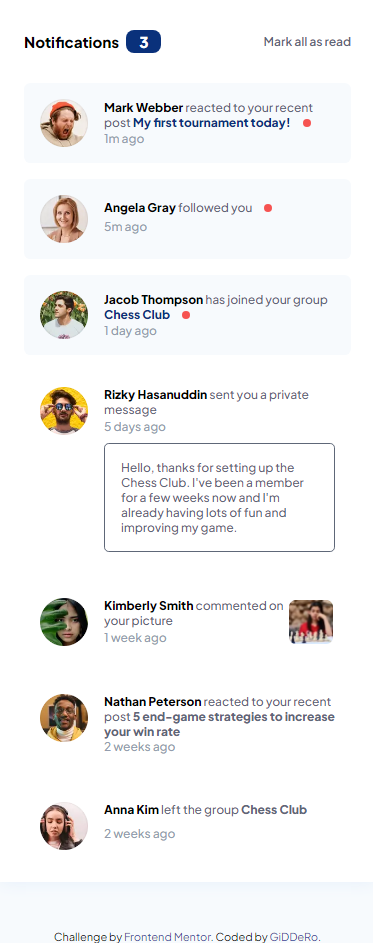 Notifications 3 Mark all as read
Mark Webber reacted to your recent
post My first tournament today!
1m ago
Angela Gray followed you
5m ago
Jacob Thompson has joined your group
Chess Club
1 day ago
Rizky Hasanuddin sent you a private
message
5 days ago
Hello, thanks for setting up the
Chess Club. I've been a member
for a few weeks now and I'm
already having lots of fun and
improving my game.
Kimberly Smith commented on
your picture
1 week ago
Nathan Peterson reacted to your recent
post 5 end-game strategies to increase
your win rate
2 weeks ago
Anna Kim left the group Chess Club
2 weeks ago
Challenge by Frontend Mentor. Coded by GiDDeRo.